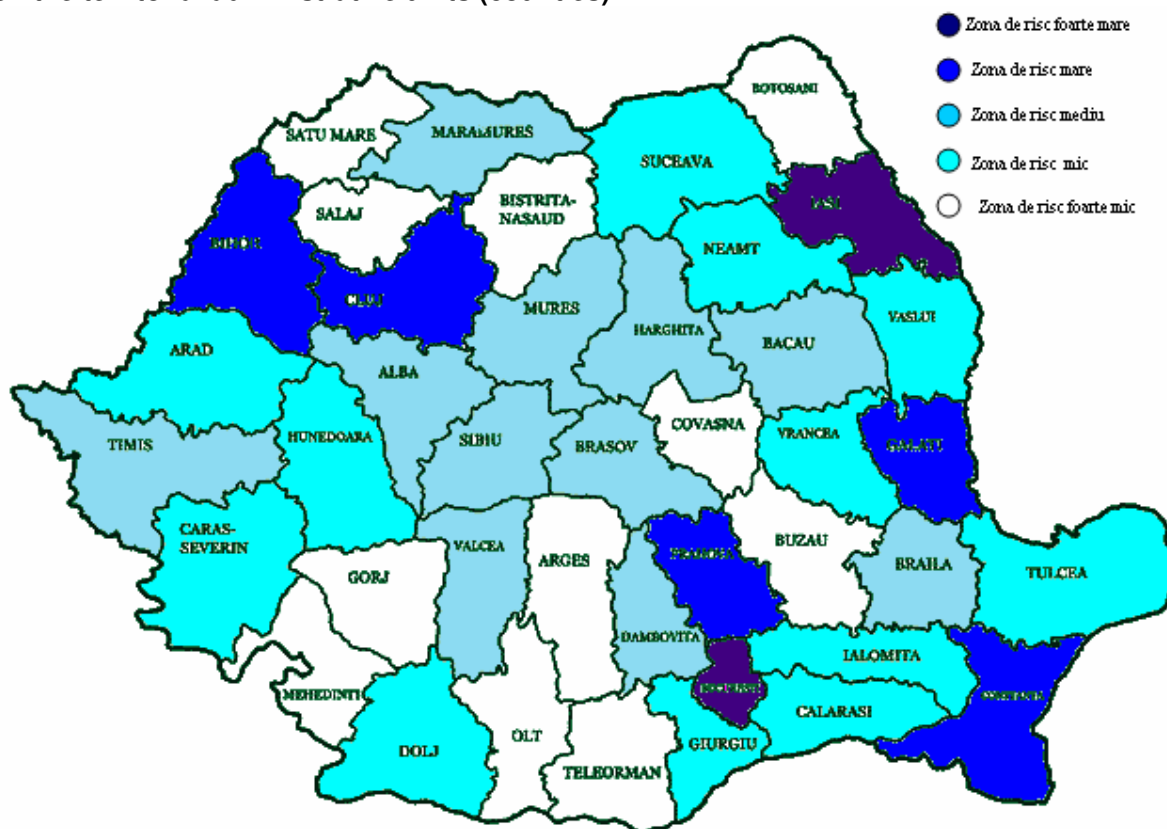 Zona de risc foarte mare
Zona de risc mare
Zona de risc mediu
Zona de risc mic
Zona de risc foarte mic
BOTOSANI
SATU MARE
MARAMURES
SUCEAVA
IASI
SALAJ
BISTRITA-
NASAUD
BIHOR
NEAMT
CLUJ
MURES
HARGHITA
BACAU
VASLUI
ARAD
ALBA
COVASNA
TIMIS
HUNEDOARA
SIBIU
BRASOV
VRANCEA
GALATI
CARAS-
SEVERIN
VALCEA
ARGES
PRAHOVA
BUZAU
BRAILA
TULCEA
GORJ
DAMBOVITA
IALOMITA
MEHEDINTI
BUCURESTI
CONSTANTA
CALARASI
DOLJ
OLT
GIURGIU
TELEORMAN